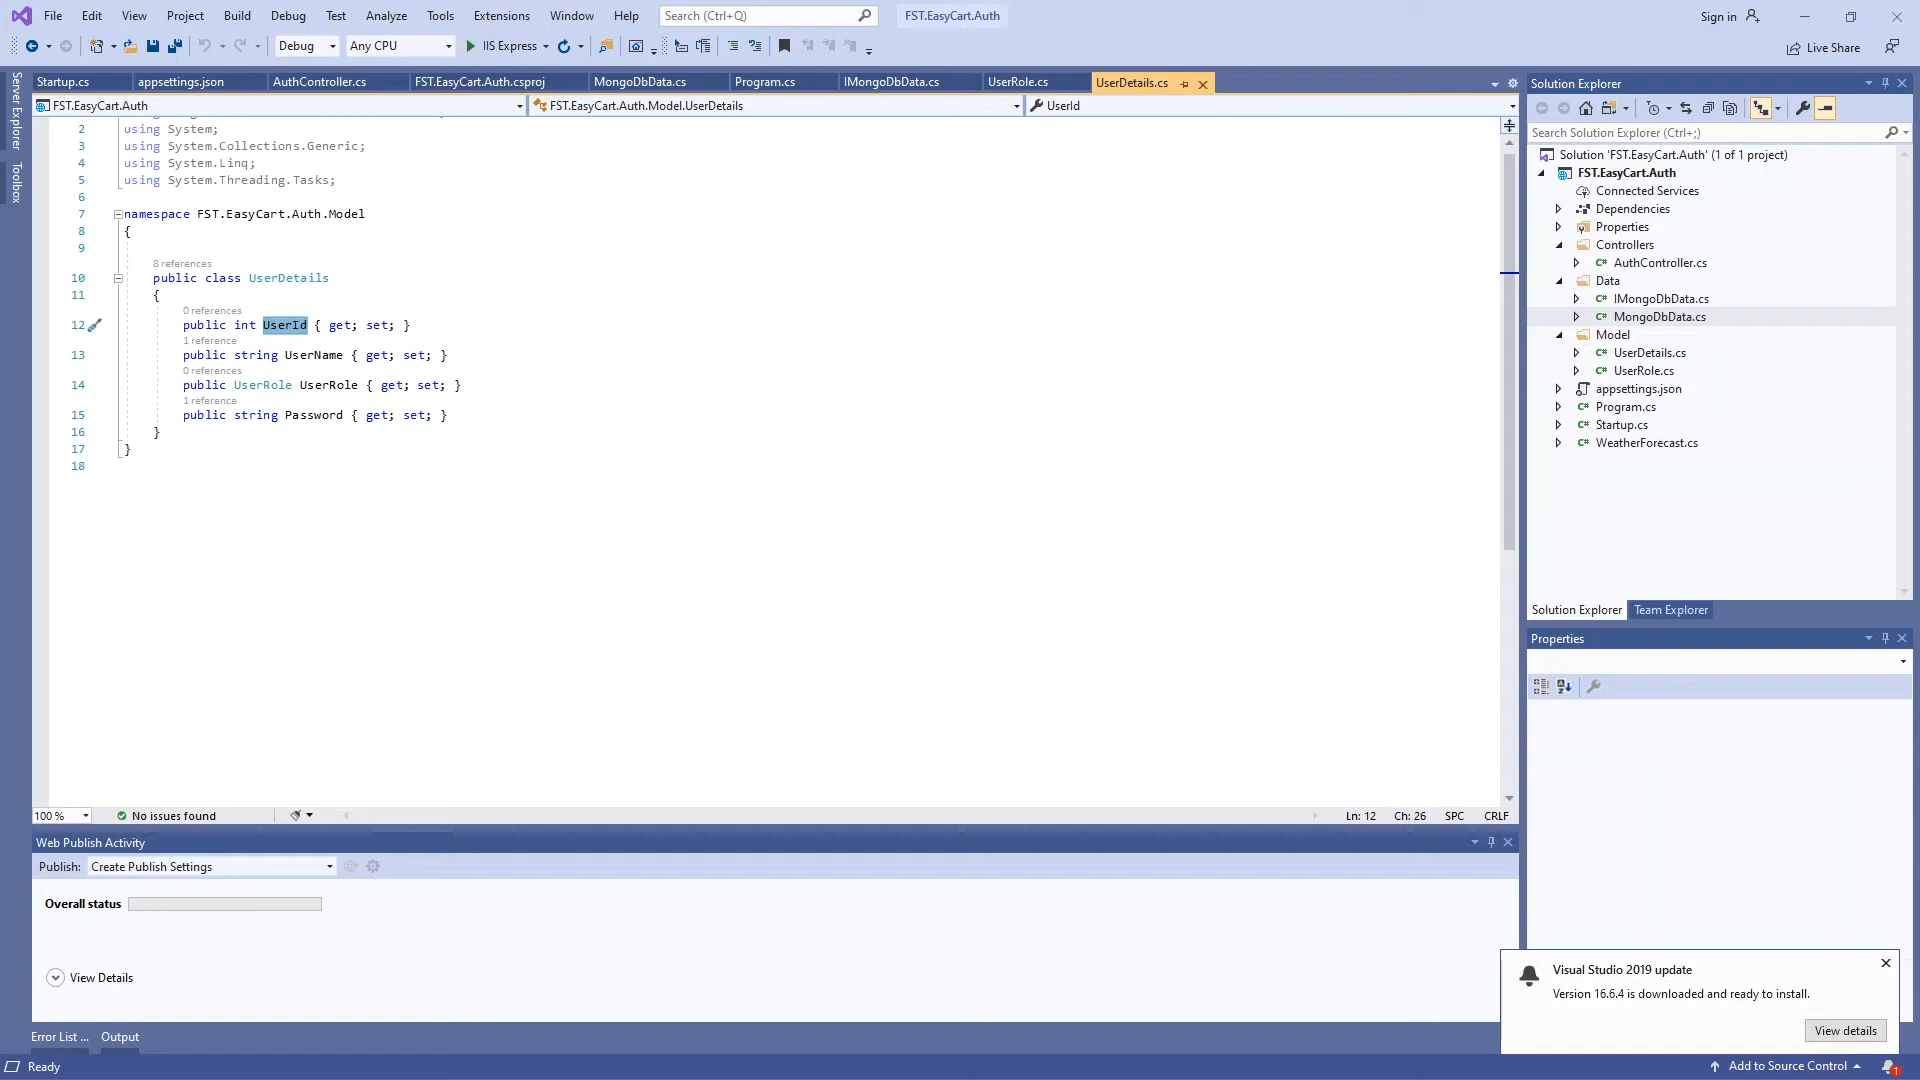 File Edit View Project Build Debug Test Analyze Tools Extensions Window Help Search (Ctrl+Q) FST.EasyCart.Auth Sign in
Debug Any CPU IIS Express Live Share
Server Explorer
Toolbox
Startup.cs appsettings.json AuthController.cs FST.EasyCart.Auth.csproj MongoDbData.cs Program.cs IMongoDbData.cs UserRole.cs UserDetails.cs
FST.EasyCart.Auth FST.EasyCart.Auth.Model.UserDetails UserId
2 using System;
3 using System.Collections.Generic;
4 using System.Linq;
5 using System.Threading.Tasks;
6
7 namespace FST.EasyCart.Auth.Model
8 {
9
8 references
10 public class UserDetails
11 {
0 references
12 public int UserId { get; set; }
1 reference
13 public string UserName { get; set; }
0 references
14 public UserRole UserRole { get; set; }
1 reference
15 public string Password { get; set; }
16 }
17 }
18
100 % No issues found Ln: 12 Ch: 26 SPC CRLF
Web Publish Activity
Publish: Create Publish Settings
Overall status
View Details
Error List ... Output
Ready
Solution Explorer
Search Solution Explorer (Ctrl+;)
Solution 'FST.EasyCart.Auth' (1 of 1 project)
FST.EasyCart.Auth
Connected Services
Dependencies
Properties
Controllers
C# AuthController.cs
Data
C# IMongoDbData.cs
C# MongoDbData.cs
Model
C# UserDetails.cs
C# UserRole.cs
appsettings.json
C# Program.cs
C# Startup.cs
C# WeatherForecast.cs
Solution Explorer Team Explorer
Properties
Visual Studio 2019 update
Version 16.6.4 is downloaded and ready to install.
View details
Add to Source Control 1